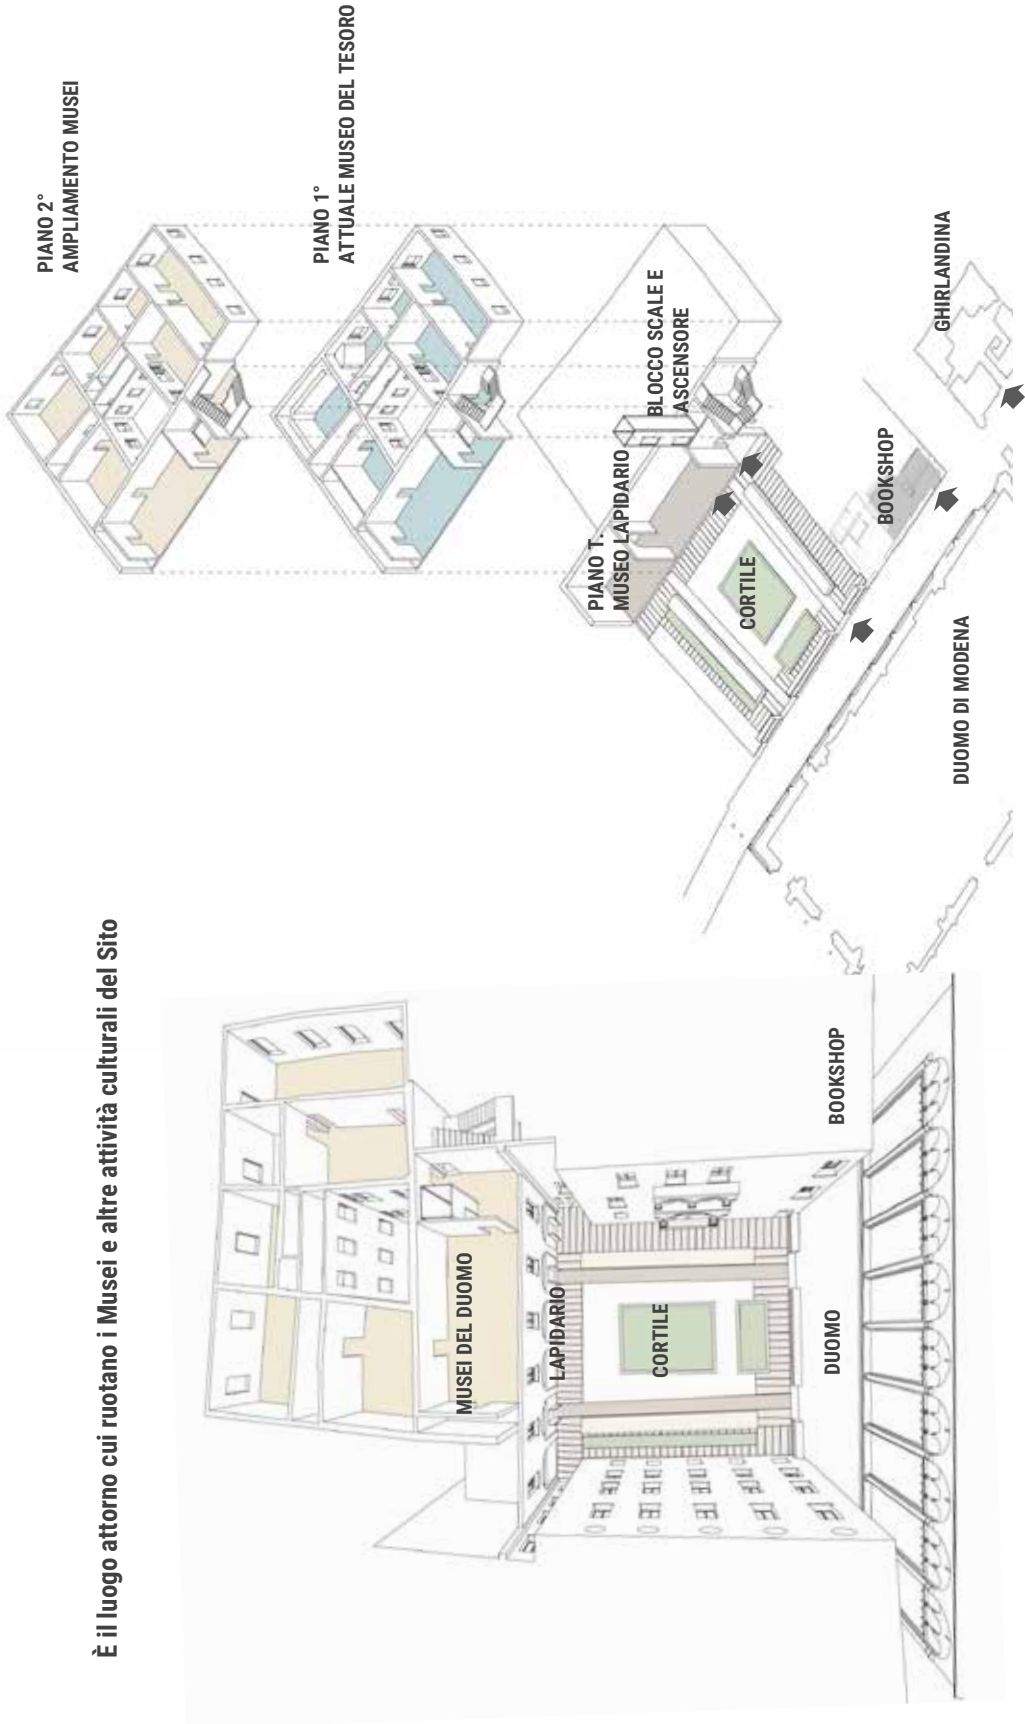 È il luogo attorno cui ruotano i Musei e altre attività culturali del Sito
MUSEI DEL DUOMO
LAPIDARIO
CORTILE
DUOMO
BOOKSHOP
PIANO 2°
AMPLIAMENTO MUSEI
PIANO 1°
ATTUALE MUSEO DEL TESORO
PIANO T.
MUSEO LAPIDARIO
BLOCCO SCALE E
ASCENSORE
CORTILE
BOOKSHOP
GHIRLANDINA
DUOMO DI MODENA